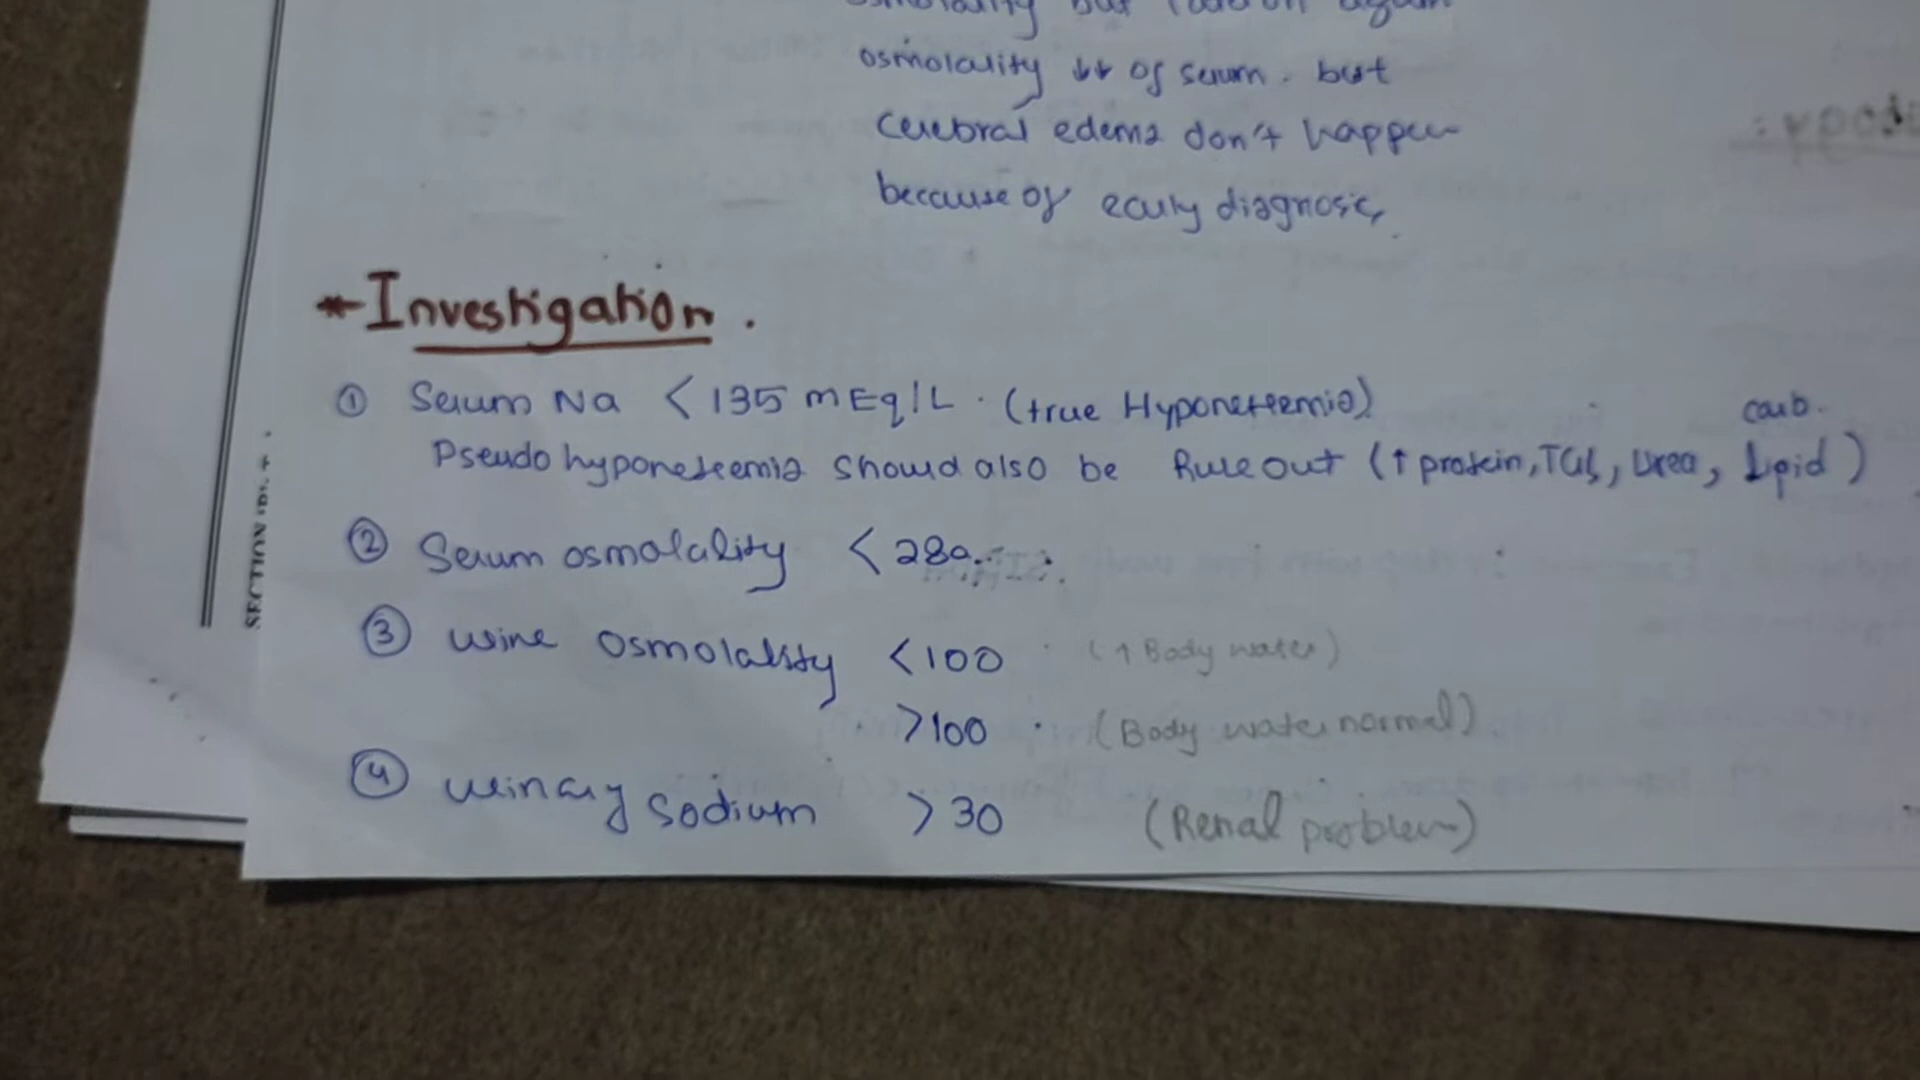 osmolality ↓↓ of serum. but
cerebral edema don't happen
because of early diagnosis,
* Investigation.
① Serum Na < 135 mEq/L. (true Hyponatremia)
carb.
Pseudo hyponatremia should also be Rule out (↑ protein, TGs, Urea, Lipid)
② Serum osmolality < 280.
③ urine osmolality < 100 (↑ Body water)
> 100 (Body water normal)
④ urinary sodium > 30 (Renal problem)